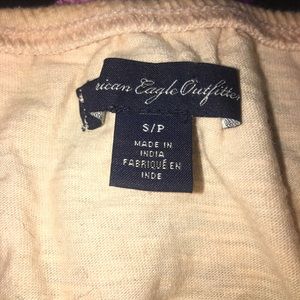 rican Eagle Outfitte
S/P
MADE IN
INDIA
FABRIQUÉ EN
INDE